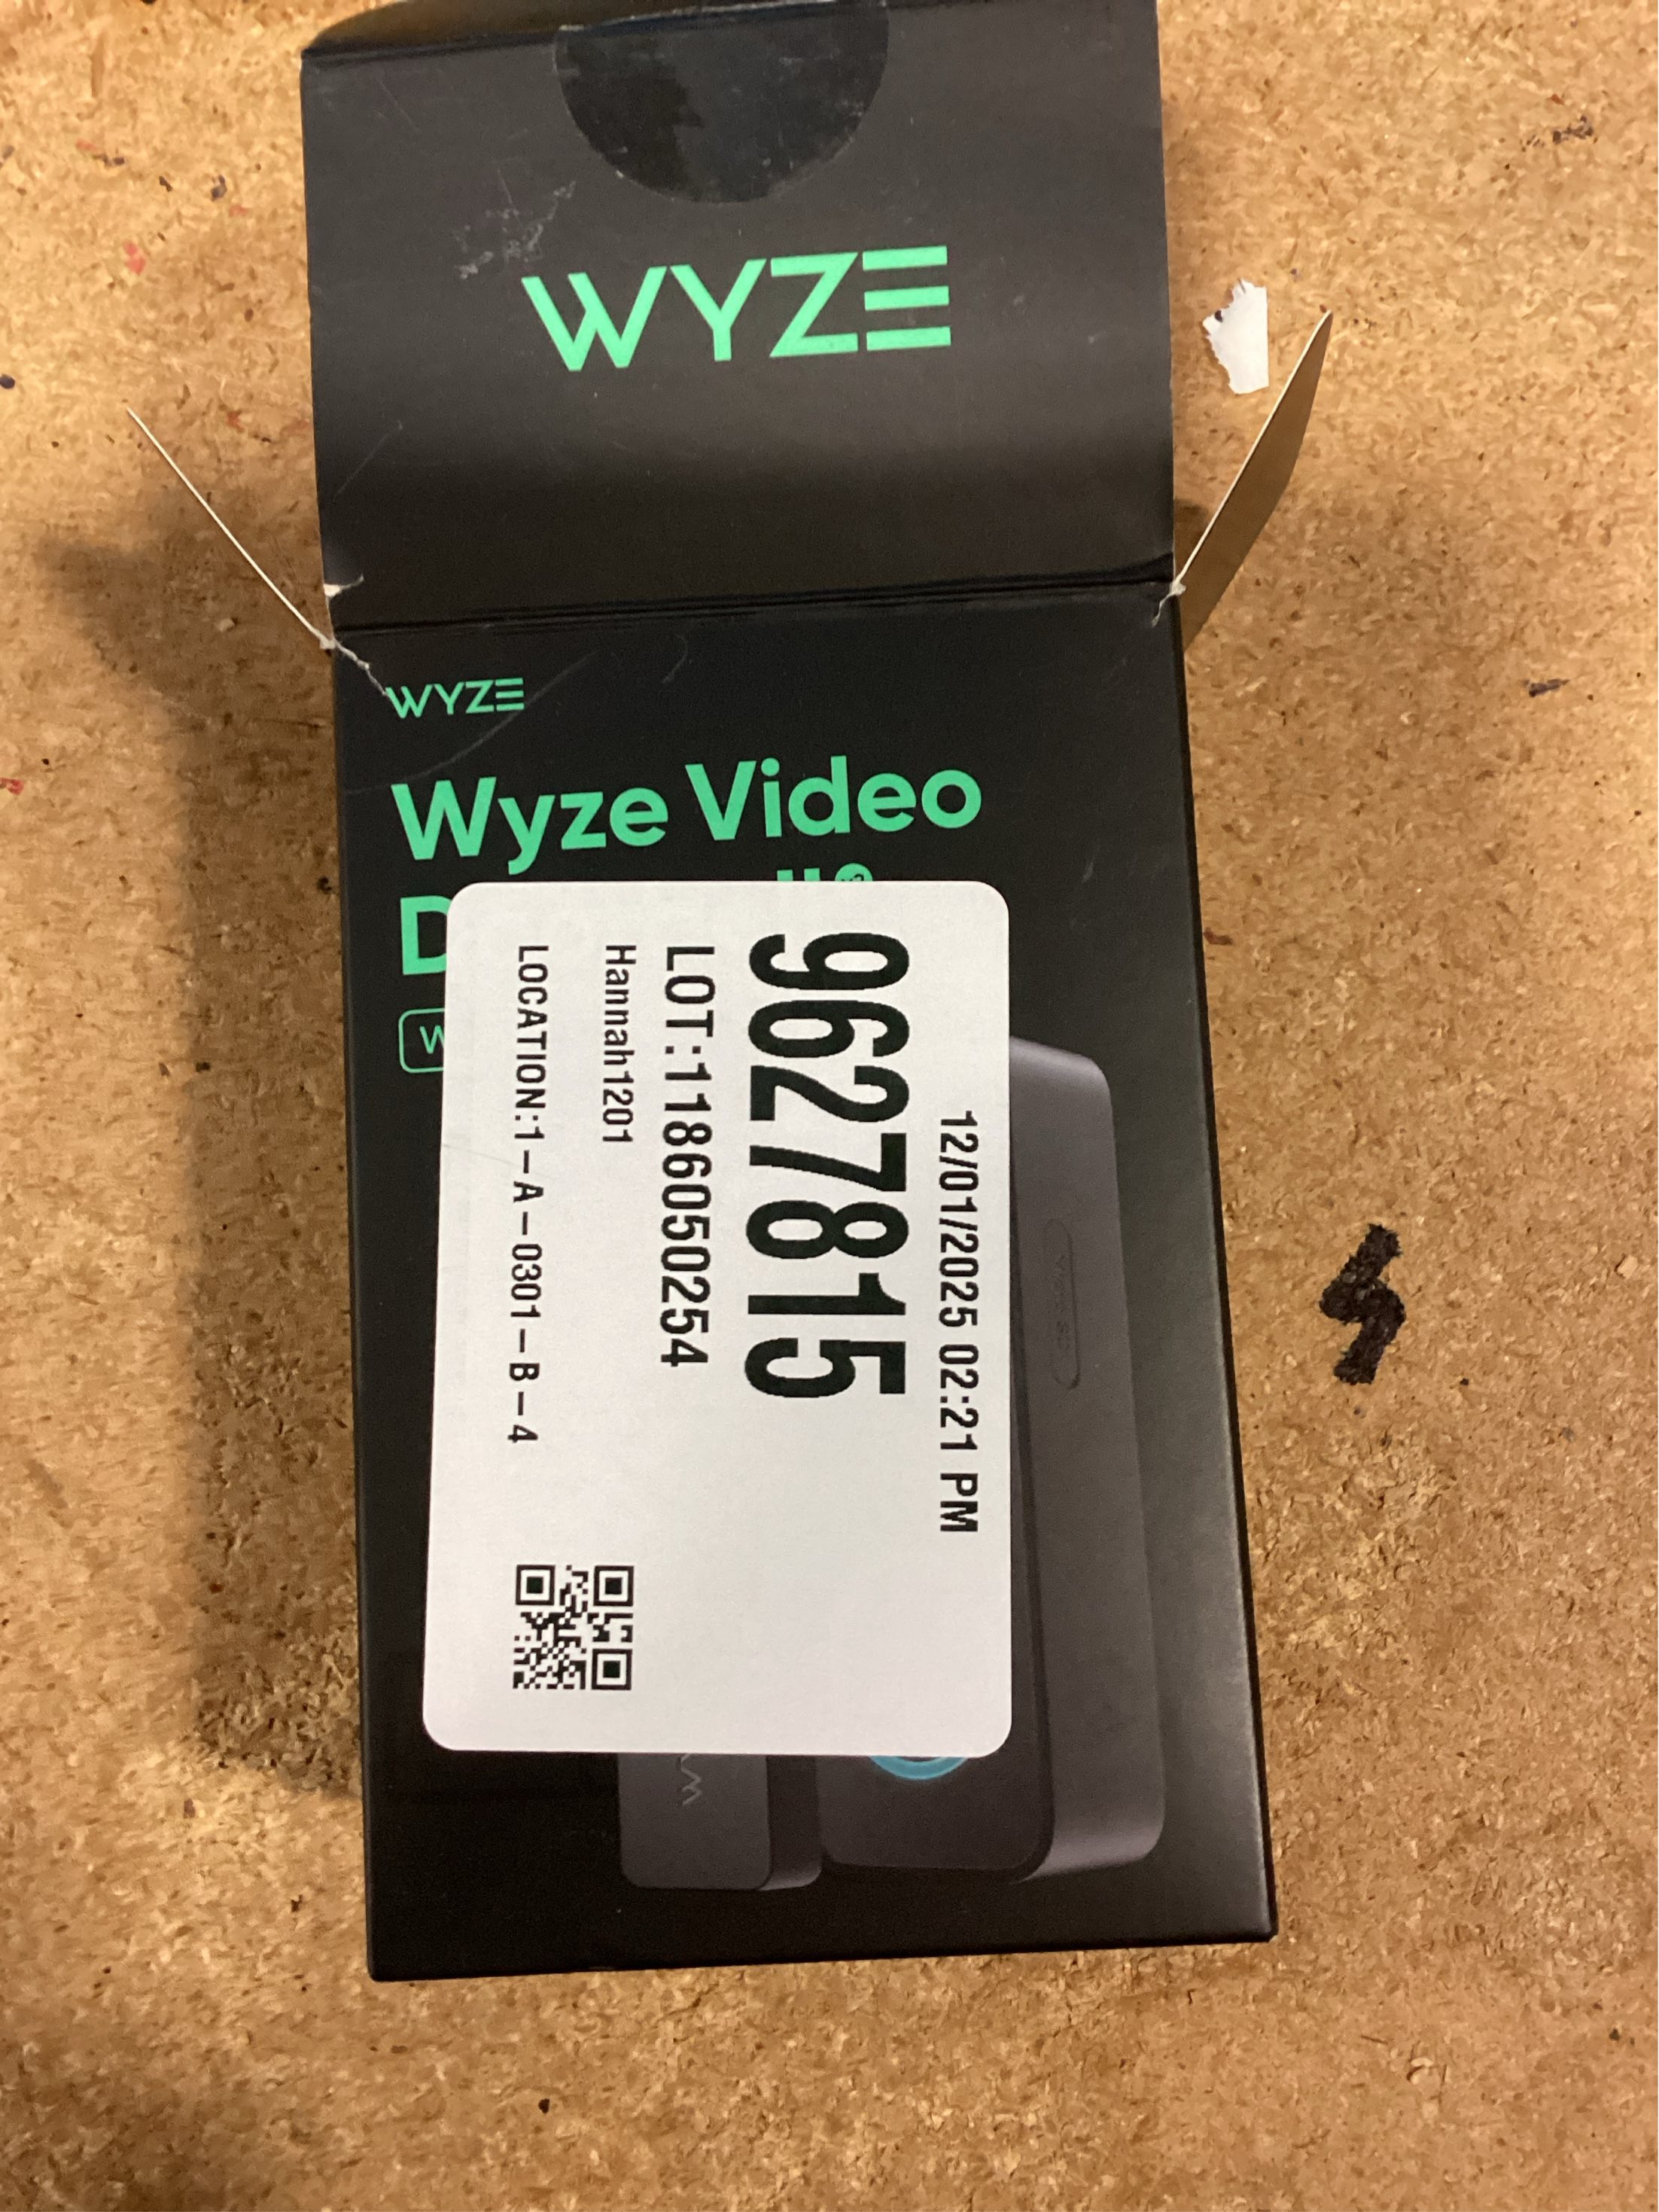 WYZE
WYZE
Wyze Video
D
W
12/01/2025 02:21 PM
9627815
LOT:1186050254
Hannah1201
LOCATION:1-A-0301-B-4